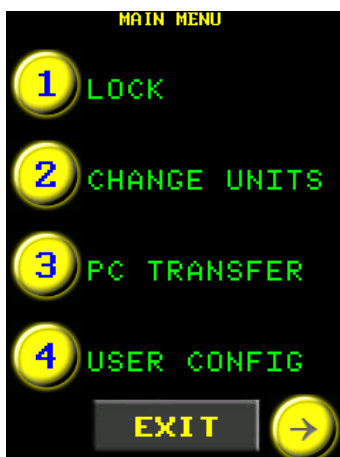 MAIN MENU
1 LOCK
2 CHANGE UNITS
3 PC TRANSFER
4 USER CONFIG
EXIT →